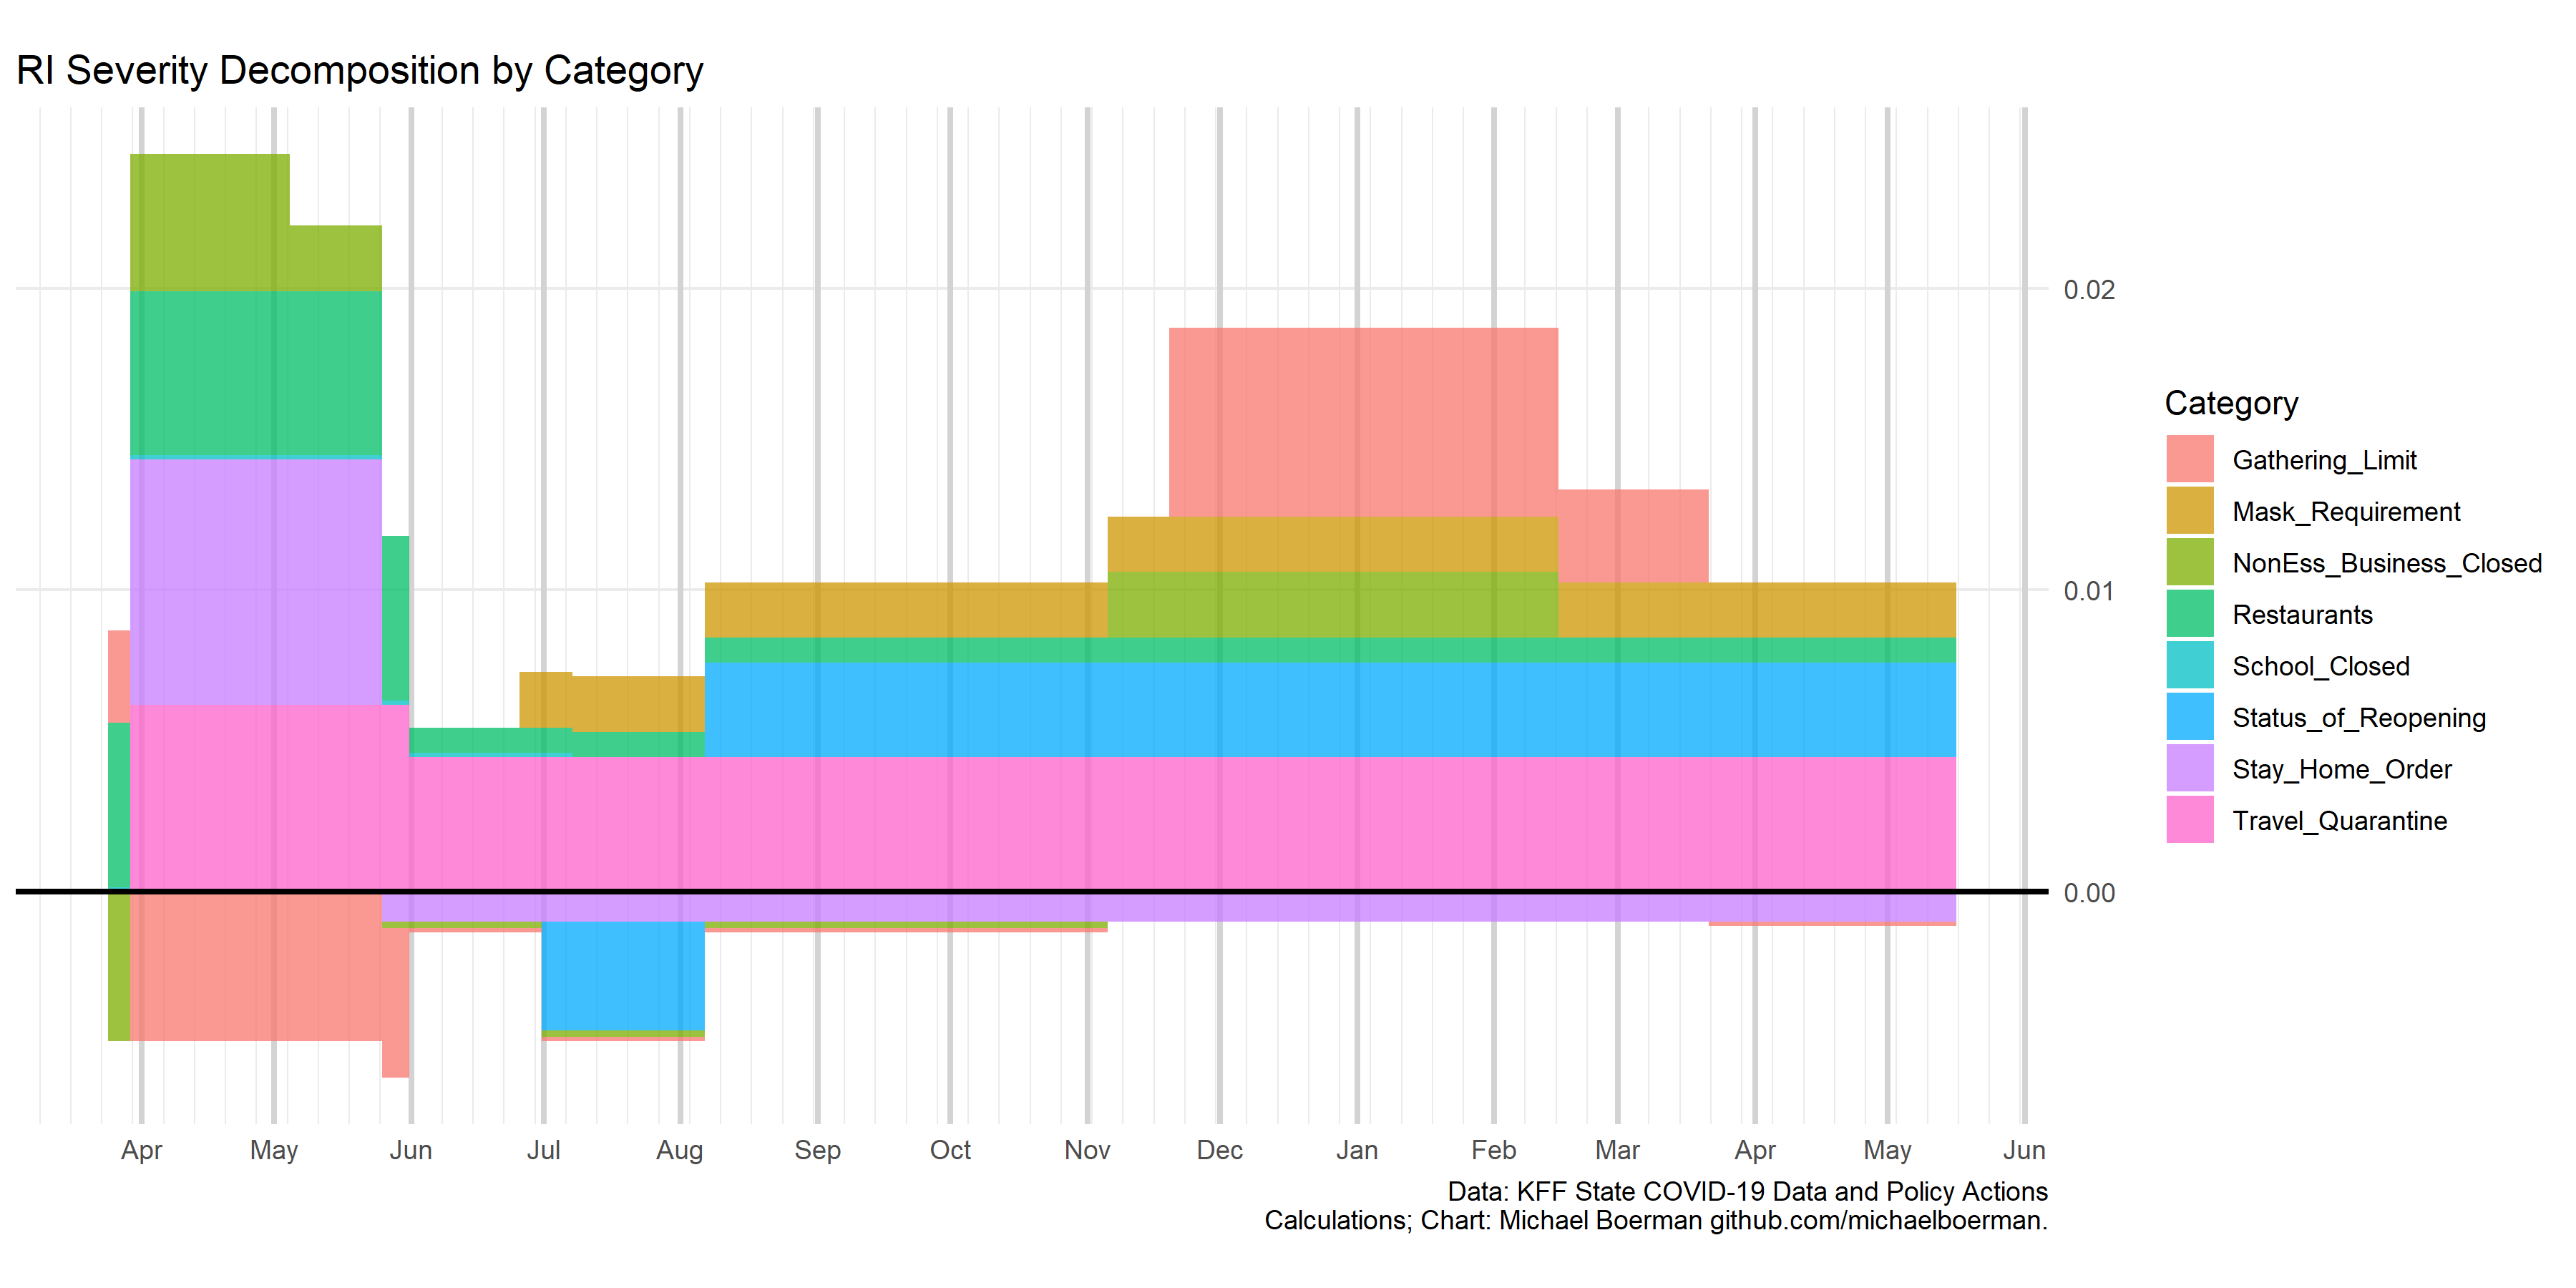 RI Severity Decomposition by Category
0.02
0.01
0.00
Category
Gathering_Limit
Mask_Requirement
NonEss_Business_Closed
Restaurants
School_Closed
Status_of_Reopening
Stay_Home_Order
Travel_Quarantine
Apr May Jun Jul Aug Sep Oct Nov Dec Jan Feb Mar Apr May Jun
Data: KFF State COVID-19 Data and Policy Actions
Calculations; Chart: Michael Boerman github.com/michaelboerman.